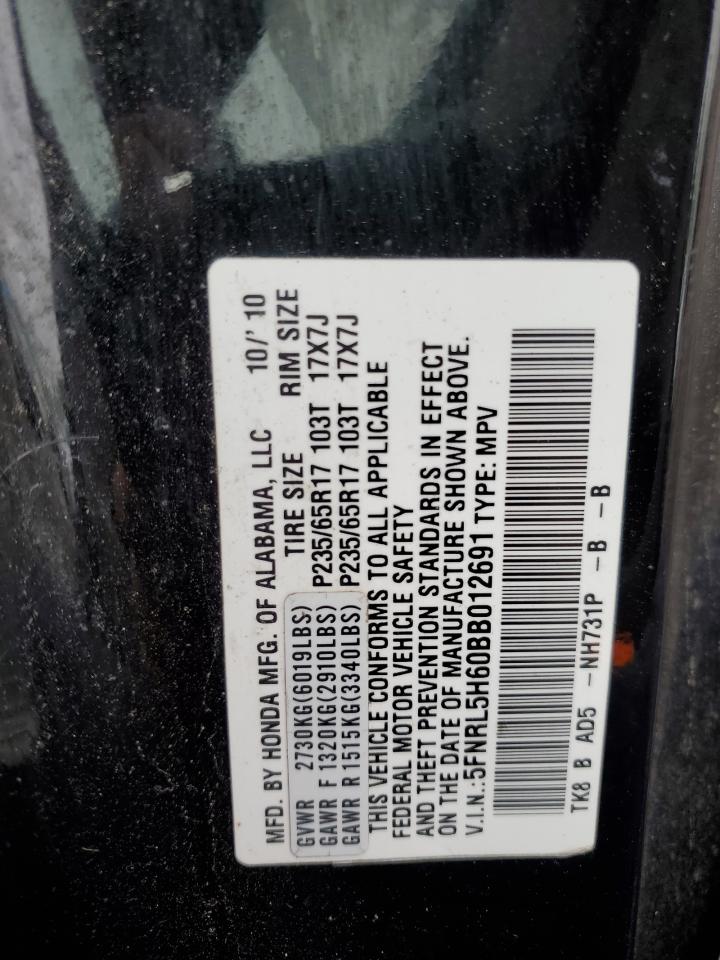 MFD. BY HONDA MFG. OF ALABAMA, LLC 10/' 10
TIRE SIZE RIM SIZE
GVWR 2730KG(6019LBS)
GAWR F 1320KG(2910LBS) P235/65R17 103T 17X7J
GAWR R 1515KG(3340LBS) P235/65R17 103T 17X7J
THIS VEHICLE CONFORMS TO ALL APPLICABLE
FEDERAL MOTOR VEHICLE SAFETY
AND THEFT PREVENTION STANDARDS IN EFFECT
ON THE DATE OF MANUFACTURE SHOWN ABOVE.
V.I.N.:5FNRL5H60BB012691 TYPE: MPV
TK8 B AD5 -NH731P -B -B